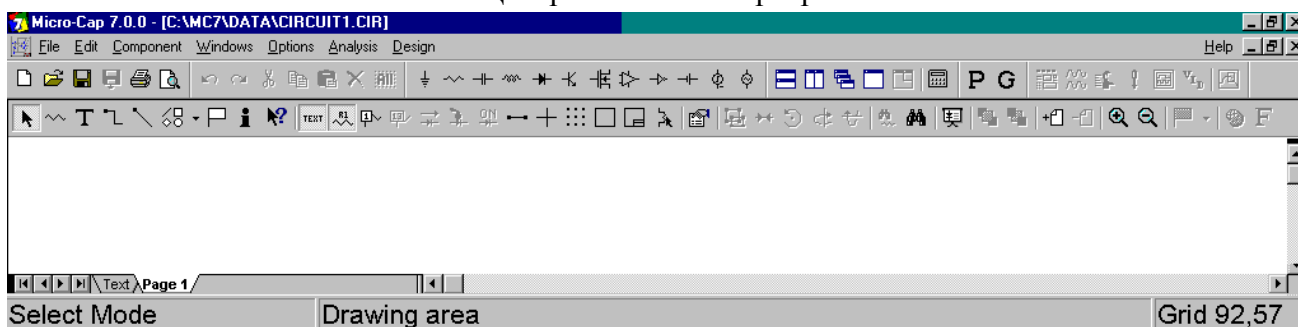 Micro-Cap 7.0.0 - [C:\MC7\DATA\CIRCUIT1.CIR]
File Edit Component Windows Options Analysis Design Help
P G
T i TEXT R1 F
Text Page 1
Select Mode Drawing area Grid 92,57